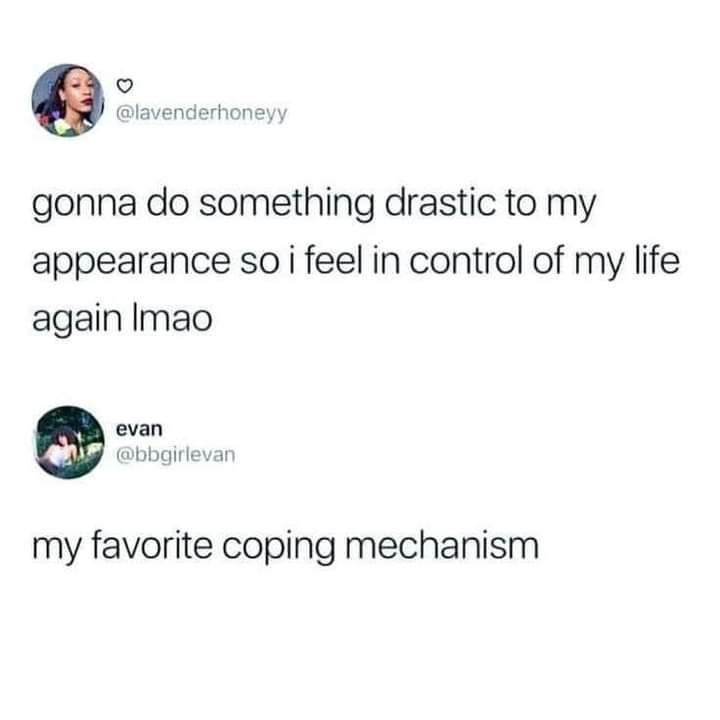 ♡
@lavenderhoneyy
gonna do something drastic to my
appearance so i feel in control of my life
again lmao
evan
@bbgirlevan
my favorite coping mechanism